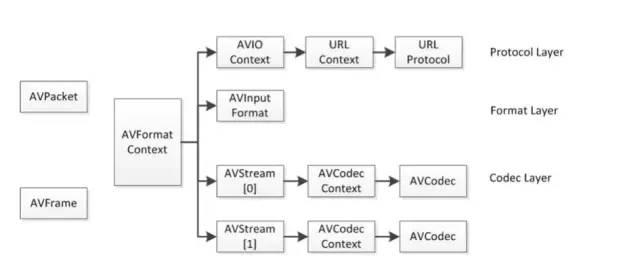 AVIO
Context
URL
Context
URL
Protocol
Protocol Layer
AVPacket
AVInput
Format
Format Layer
AVFormat
Context
AVStream
[0]
AVCodec
Context
AVCodec
Codec Layer
AVFrame
AVStream
[1]
AVCodec
Context
AVCodec